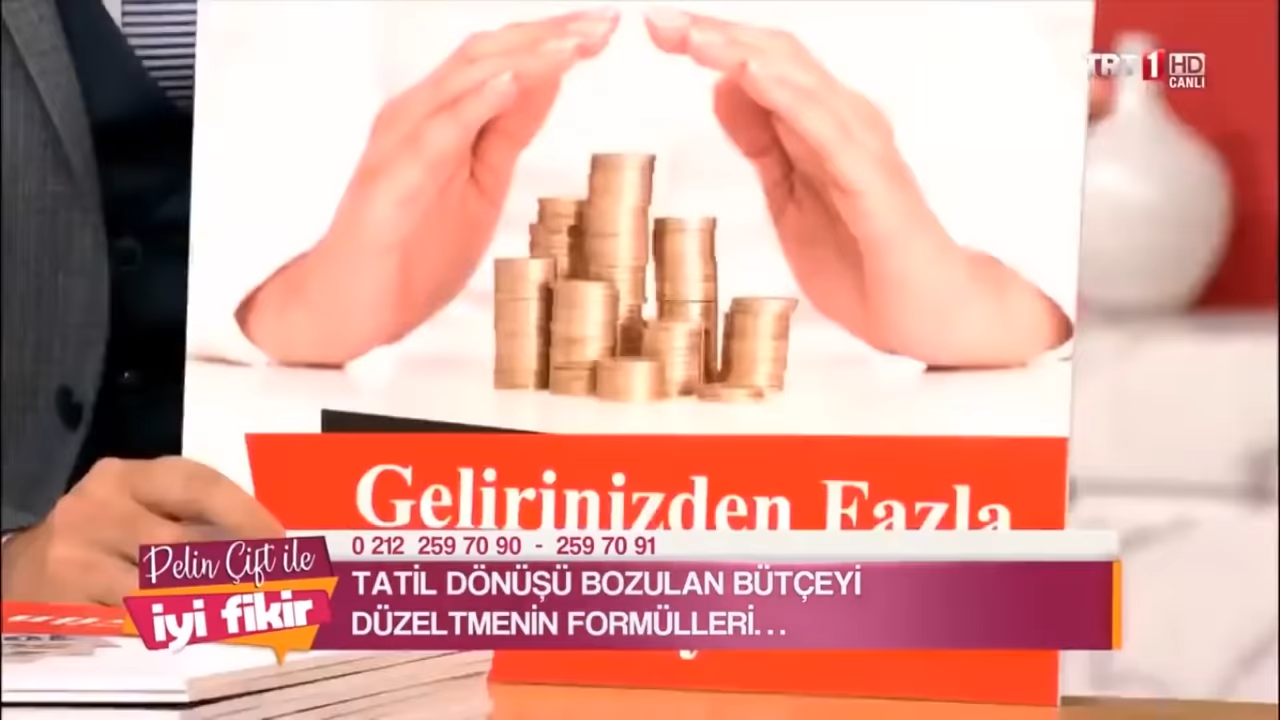 TRT 1 HD
CANLI
Gelirinizden Fazla
0 212 259 70 90 - 259 70 91
Pelin Çift ile
iyi fikir
TATİL DÖNÜŞÜ BOZULAN BÜTÇEYİ
DÜZELTMENİN FORMÜLLERİ...